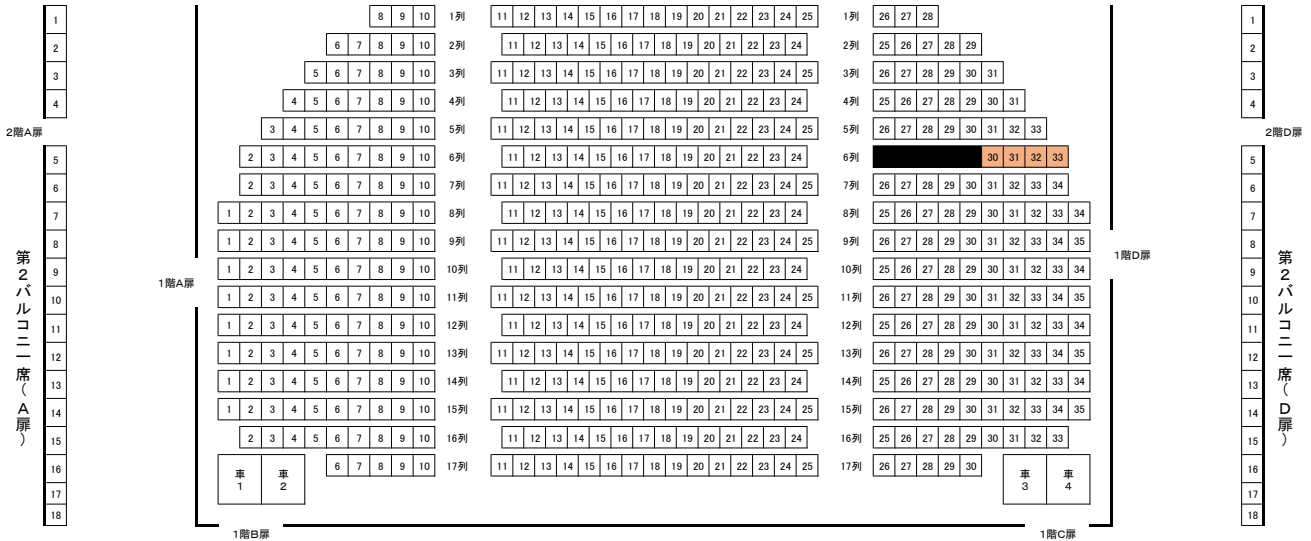 1 8 9 10 1列 11 12 13 14 15 16 17 18 19 20 21 22 23 24 25 1列 26 27 28 1
2 6 7 8 9 10 2列 11 12 13 14 15 16 17 18 19 20 21 22 23 24 2列 25 26 27 28 29 2
3 5 6 7 8 9 10 3列 11 12 13 14 15 16 17 18 19 20 21 22 23 24 25 3列 26 27 28 29 30 31 3
4 4 5 6 7 8 9 10 4列 11 12 13 14 15 16 17 18 19 20 21 22 23 24 4列 25 26 27 28 29 30 31 4
2階A扉 3 4 5 6 7 8 9 10 5列 11 12 13 14 15 16 17 18 19 20 21 22 23 24 25 5列 26 27 28 29 30 31 32 33 2階D扉
5 2 3 4 5 6 7 8 9 10 6列 11 12 13 14 15 16 17 18 19 20 21 22 23 24 6列 30 31 32 33 5
6 2 3 4 5 6 7 8 9 10 7列 11 12 13 14 15 16 17 18 19 20 21 22 23 24 25 7列 26 27 28 29 30 31 32 33 34 6
7 1 2 3 4 5 6 7 8 9 10 8列 11 12 13 14 15 16 17 18 19 20 21 22 23 24 8列 25 26 27 28 29 30 31 32 33 34 7
8 1 2 3 4 5 6 7 8 9 10 9列 11 12 13 14 15 16 17 18 19 20 21 22 23 24 25 9列 26 27 28 29 30 31 32 33 34 35 8
1階D扉
9 1 2 3 4 5 6 7 8 9 10 10列 11 12 13 14 15 16 17 18 19 20 21 22 23 24 10列 25 26 27 28 29 30 31 32 33 34 9
1階A扉
10 1 2 3 4 5 6 7 8 9 10 11列 11 12 13 14 15 16 17 18 19 20 21 22 23 24 25 11列 26 27 28 29 30 31 32 33 34 35 10
11 1 2 3 4 5 6 7 8 9 10 12列 11 12 13 14 15 16 17 18 19 20 21 22 23 24 12列 25 26 27 28 29 30 31 32 33 34 11
12 1 2 3 4 5 6 7 8 9 10 13列 11 12 13 14 15 16 17 18 19 20 21 22 23 24 25 13列 26 27 28 29 30 31 32 33 34 35 12
13 1 2 3 4 5 6 7 8 9 10 14列 11 12 13 14 15 16 17 18 19 20 21 22 23 24 14列 25 26 27 28 29 30 31 32 33 34 13
14 1 2 3 4 5 6 7 8 9 10 15列 11 12 13 14 15 16 17 18 19 20 21 22 23 24 25 15列 26 27 28 29 30 31 32 33 34 35 14
15 2 3 4 5 6 7 8 9 10 16列 11 12 13 14 15 16 17 18 19 20 21 22 23 24 16列 25 26 27 28 29 30 31 32 33 15
16 6 7 8 9 10 17列 11 12 13 14 15 16 17 18 19 20 21 22 23 24 25 17列 26 27 28 29 30 16
車1 車2 車3 車4
17 17
18 18
第2バルコニー席(A扉)
第2バルコニー席(D扉)
1階B扉 1階C扉